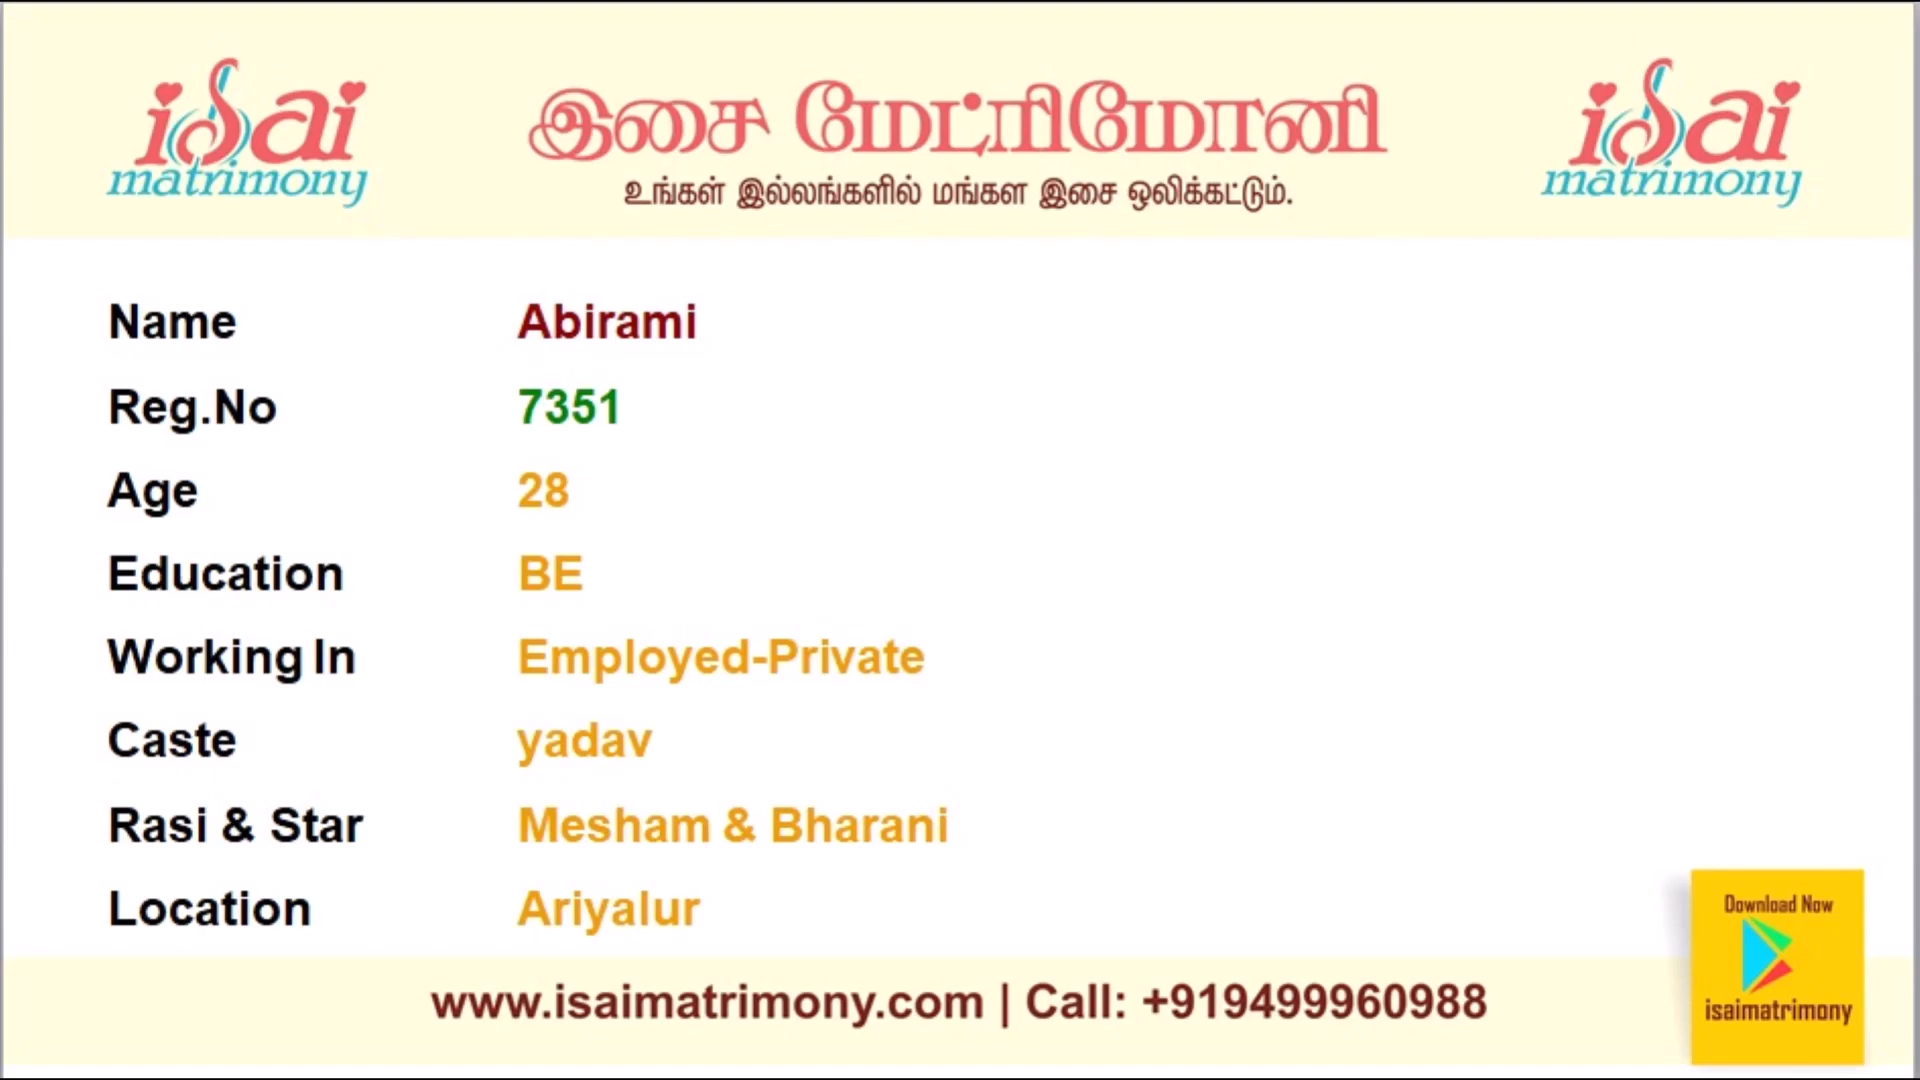 isai
matrimony
இசை மேட்ரிமோனி
உங்கள் இல்லங்களில் மங்கள இசை ஒலிக்கட்டும்.
isai
matrimony
Name Abirami
Reg.No 7351
Age 28
Education BE
Working In Employed-Private
Caste yadav
Rasi & Star Mesham & Bharani
Location Ariyalur
Download Now
isaimatrimony
www.isaimatrimony.com | Call: +919499960988